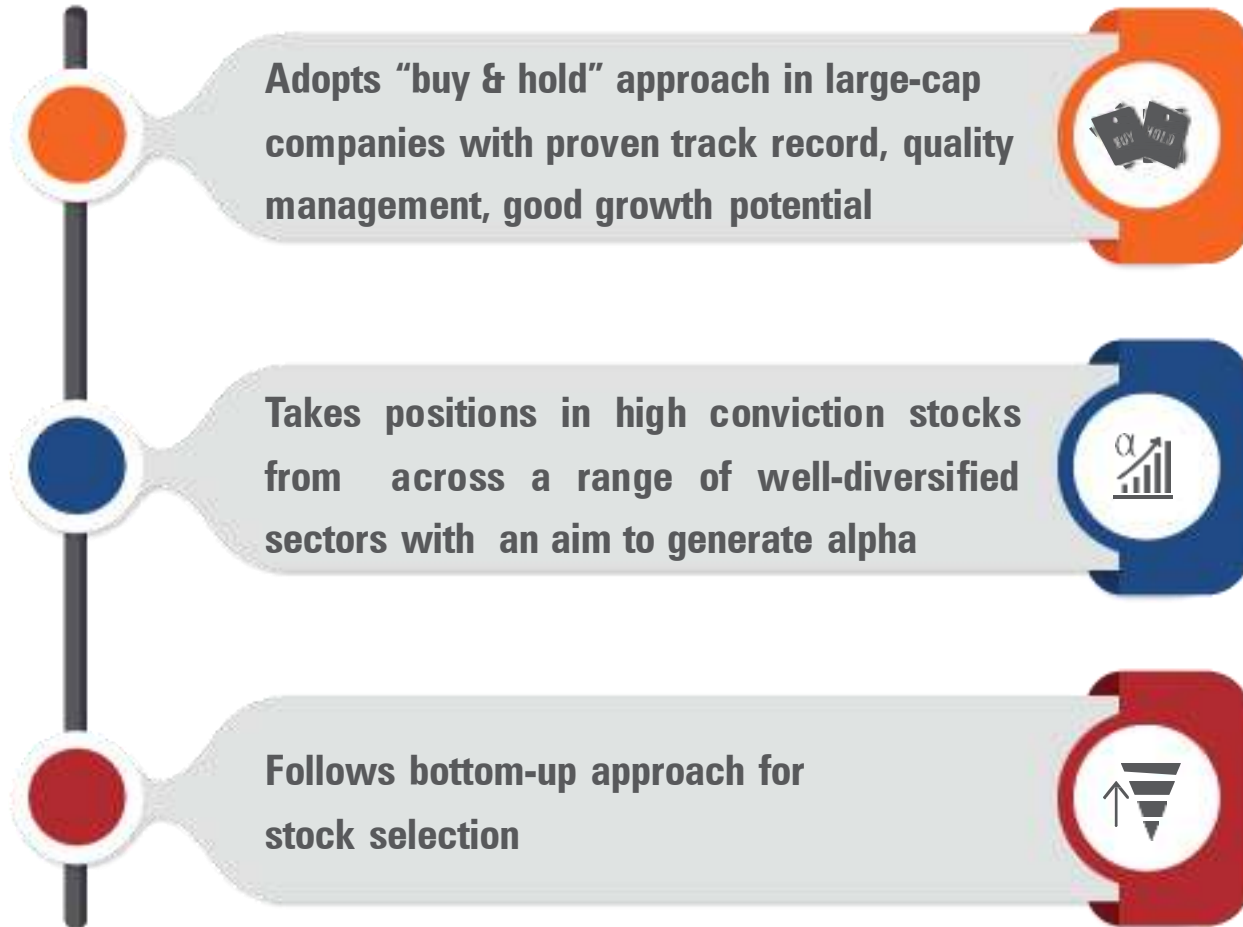 Adopts “buy & hold” approach in large-cap
companies with proven track record, quality
management, good growth potential
BUY HOLD
Takes positions in high conviction stocks
from across a range of well-diversified
sectors with an aim to generate alpha
α
Follows bottom-up approach for
stock selection